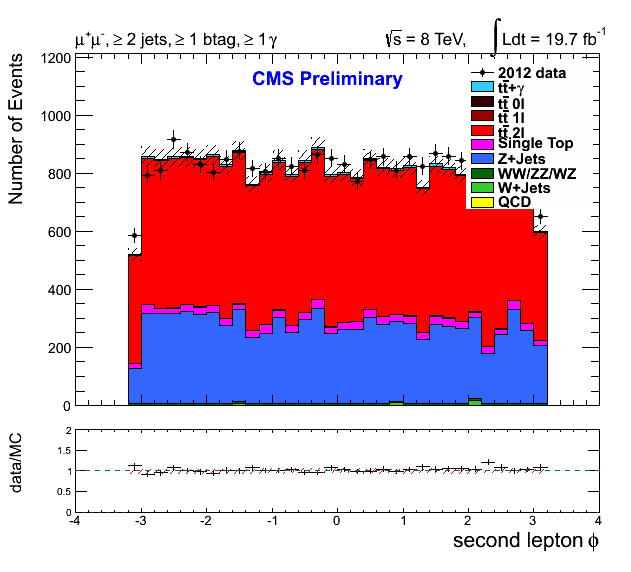 μ⁺μ⁻, ≥ 2 jets, ≥ 1 btag, ≥ 1 γ
√s = 8 TeV, ∫ Ldt = 19.7 fb⁻¹
CMS Preliminary
2012 data
tt̄+γ
tt̄ 0l
tt̄ 1l
tt̄ 2l
Single Top
Z+Jets
WW/ZZ/WZ
W+Jets
QCD
Number of Events
1200
1000
800
600
400
200
0
data/MC
2
1.5
1
0.5
0
-4 -3 -2 -1 0 1 2 3 4
second lepton ϕ